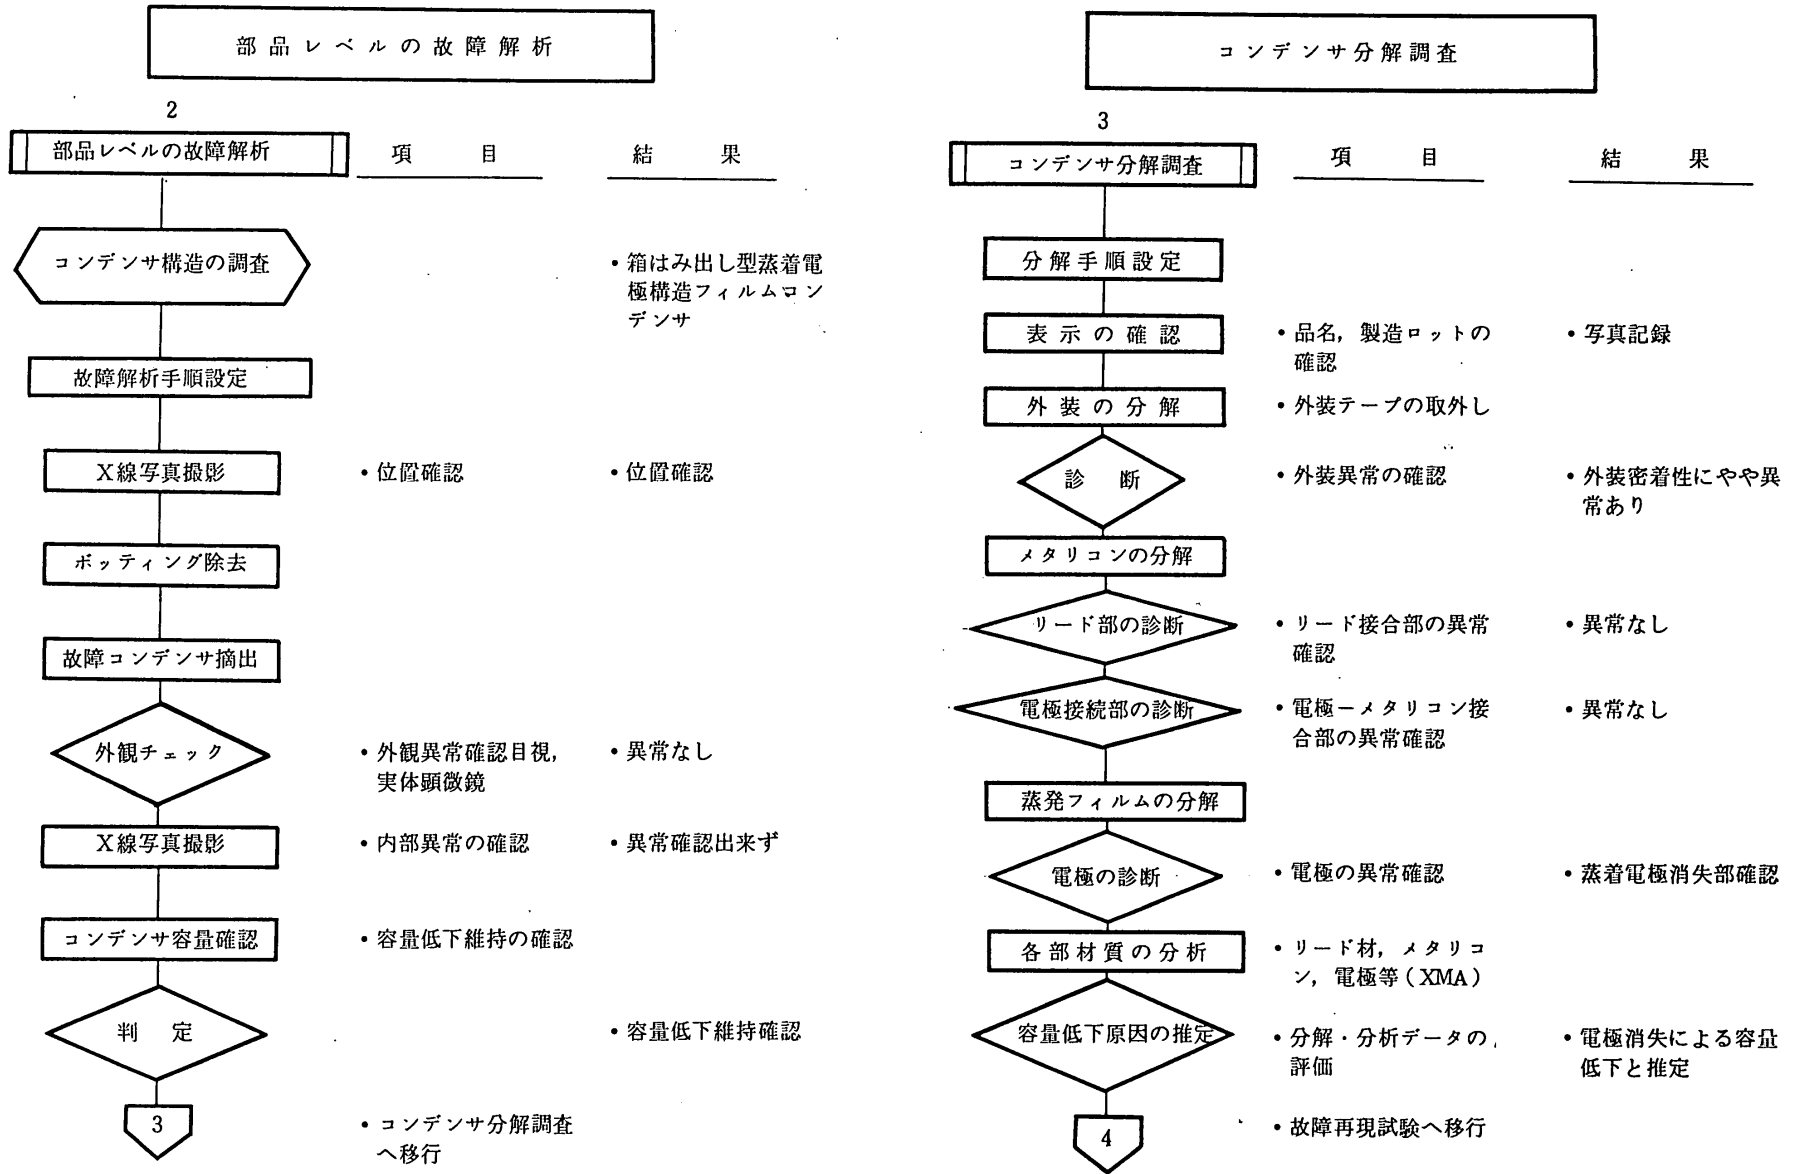 部品レベルの故障解析
2
部品レベルの故障解析
項目
結果
コンデンサ構造の調査
・箱はみ出し型蒸着電
極構造フィルムコン
デンサ
故障解析手順設定
X線写真撮影
・位置確認
・位置確認
ポッティング除去
故障コンデンサ摘出
外観チェック
・外観異常確認目視,
実体顕微鏡
・異常なし
X線写真撮影
・内部異常の確認
・異常確認出来ず
コンデンサ容量確認
・容量低下維持の確認
判定
・容量低下維持確認
3
・コンデンサ分解調査
へ移行
コンデンサ分解調査
3
コンデンサ分解調査
項目
結果
分解手順設定
表示の確認
・品名, 製造ロットの
確認
・写真記録
外装の分解
・外装テープの取外し
診断
・外装異常の確認
・外装密着性にやや異
常あり
メタリコンの分解
リード部の診断
・リード接合部の異常
確認
・異常なし
電極接続部の診断
・電極-メタリコン接
合部の異常確認
・異常なし
蒸発フィルムの分解
電極の診断
・電極の異常確認
・蒸着電極消失部確認
各部材質の分析
・リード材, メタリコ
ン, 電極等(XMA)
容量低下原因の推定
・分解・分析データの
評価
・電極消失による容量
低下と推定
4
・故障再現試験へ移行